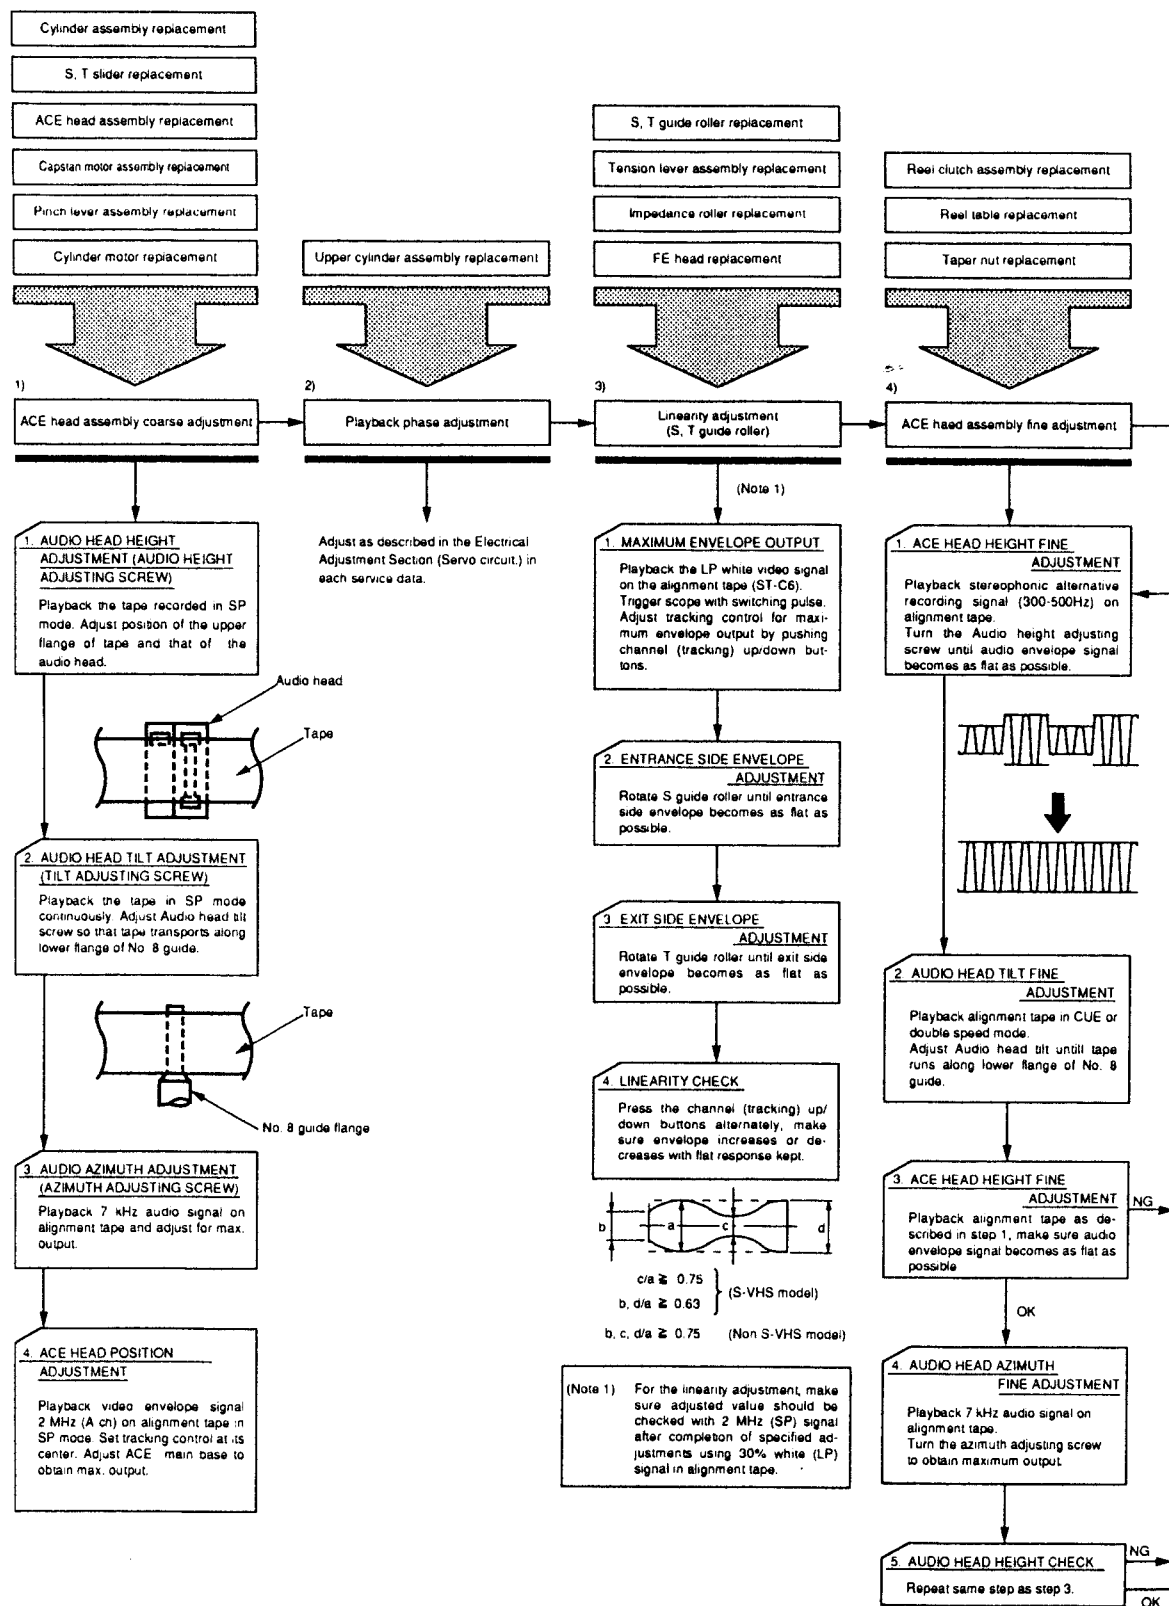 Cylinder assembly replacement
S, T slider replacement
ACE head assembly replacement
Capstan motor assembly replacement
Pinch lever assembly replacement
Cylinder motor replacement
Upper cylinder assembly replacement
S, T guide roller replacement
Tension lever assembly replacement
Impedance roller replacement
FE head replacement
Reel clutch assembly replacement
Reel table replacement
Taper nut replacement
1)
ACE head assembly coarse adjustment
2)
Playback phase adjustment
3)
Linearity adjustment
(S, T guide roller)
4)
ACE haed assembly fine adjustment
1. AUDIO HEAD HEIGHT
ADJUSTMENT (AUDIO HEIGHT
ADJUSTING SCREW)
Playback the tape recorded in SP
mode. Adjust position of the upper
flange of tape and that of the
audio head.
Audio head
Tape
2. AUDIO HEAD TILT ADJUSTMENT
(TILT ADJUSTING SCREW)
Playback the tape in SP mode
continuously. Adjust Audio head tilt
screw so that tape transports along
lower flange of No. 8 guide.
Tape
No. 8 guide flange
3. AUDIO AZIMUTH ADJUSTMENT
(AZIMUTH ADJUSTING SCREW)
Playback 7 kHz audio signal on
alignment tape and adjust for max.
output.
4. ACE HEAD POSITION
ADJUSTMENT
Playback video envelope signal
2 MHz (A ch) on alignment tape in
SP mode. Set tracking control at its
center. Adjust ACE main base to
obtain max. output.
Adjust as described in the Electrical
Adjustment Section (Servo circuit.) in
each service data.
(Note 1)
1. MAXIMUM ENVELOPE OUTPUT
Playback the LP white video signal
on the alignment tape (ST-C6).
Trigger scope with switching pulse.
Adjust tracking control for maxi-
mum envelope output by pushing
channel (tracking) up/down but-
tons.
2. ENTRANCE SIDE ENVELOPE
ADJUSTMENT
Rotate S guide roller until entrance
side envelope becomes as flat as
possible.
3 EXIT SIDE ENVELOPE
ADJUSTMENT
Rotate T guide roller until exit side
envelope becomes as flat as
possible.
4. LINEARITY CHECK
Press the channel (tracking) up/
down buttons alternately, make
sure envelope increases or de-
creases with flat response kept.
b a c d
c/a ≧ 0.75
b, d/a ≧ 0.63
(S-VHS model)
b, c, d/a ≧ 0.75 (Non S-VHS model)
(Note 1) For the linearity adjustment, make
sure adjusted value should be
checked with 2 MHz (SP) signal
after completion of specified ad-
justments using 30% white (LP)
signal in alignment tape.
1. ACE HEAD HEIGHT FINE
ADJUSTMENT
Playback stereophonic alternative
recording signal (300-500Hz) on
alignment tape.
Turn the Audio height adjusting
screw until audio envelope signal
becomes as flat as possible.
2. AUDIO HEAD TILT FINE
ADJUSTMENT
Playback alignment tape in CUE or
double speed mode.
Adjust Audio head tilt untill tape
runs along lower flange of No. 8
guide.
3. ACE HEAD HEIGHT FINE
ADJUSTMENT
Playback alignment tape as de-
scribed in step 1, make sure audio
envelope signal becomes as flat as
possible
NG
OK
4. AUDIO HEAD AZIMUTH
FINE ADJUSTMENT
Playback 7 kHz audio signal on
alignment tape.
Turn the azimuth adjusting screw
to obtain maximum output.
5. AUDIO HEAD HEIGHT CHECK
Repeat same step as step 3.
NG
OK